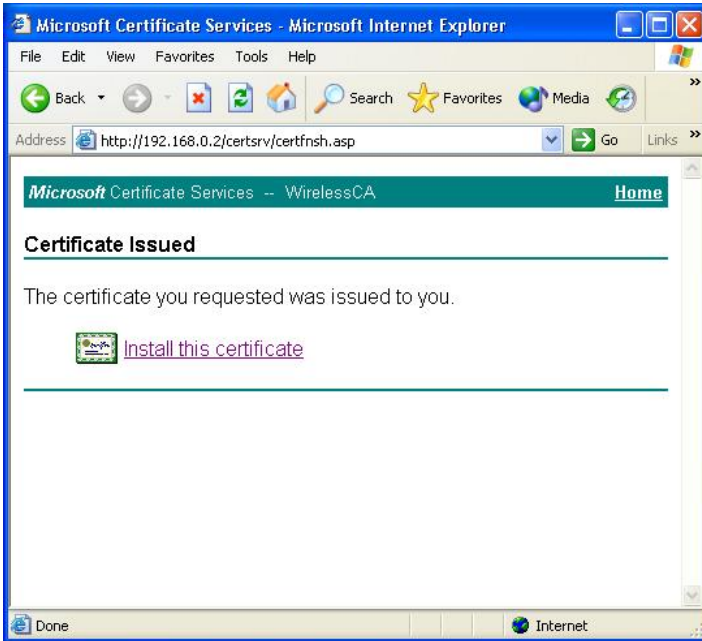 Microsoft Certificate Services - Microsoft Internet Explorer
File Edit View Favorites Tools Help
Back Search Favorites Media »
Address http://192.168.0.2/certsrv/certfnsh.asp Go Links »
Microsoft Certificate Services -- WirelessCA Home
Certificate Issued
The certificate you requested was issued to you.
Install this certificate
Done Internet